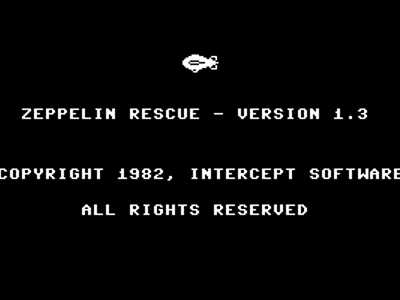 ZEPPELIN RESCUE - VERSION 1.3
COPYRIGHT 1982, INTERCEPT SOFTWARE
ALL RIGHTS RESERVED